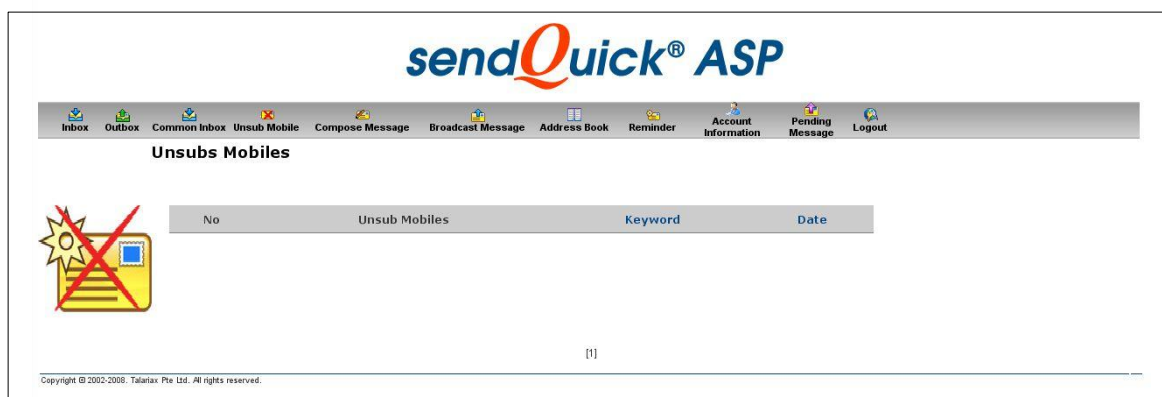 sendQuick® ASP
Inbox Outbox Common Inbox Unsub Mobile Compose Message Broadcast Message Address Book Reminder Account Information Pending Message Logout
Unsubs Mobiles
No Unsub Mobiles Keyword Date
[1]
Copyright © 2002-2008. Talariax Pte Ltd. All rights reserved.